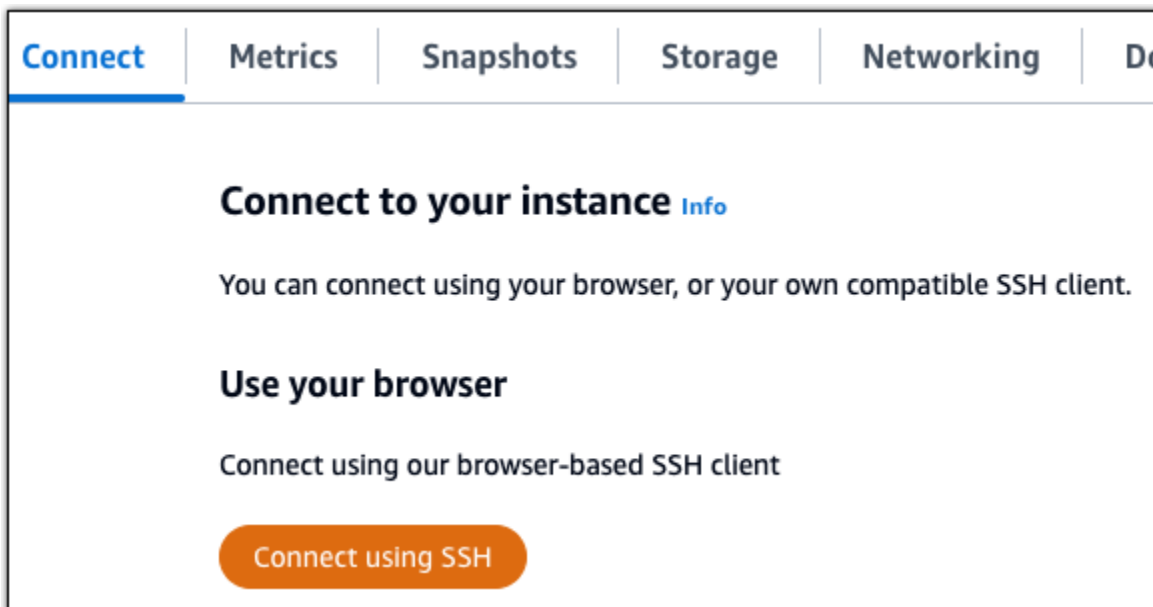 Connect Metrics Snapshots Storage Networking
Connect to your instance Info
You can connect using your browser, or your own compatible SSH client.
Use your browser
Connect using our browser-based SSH client
Connect using SSH